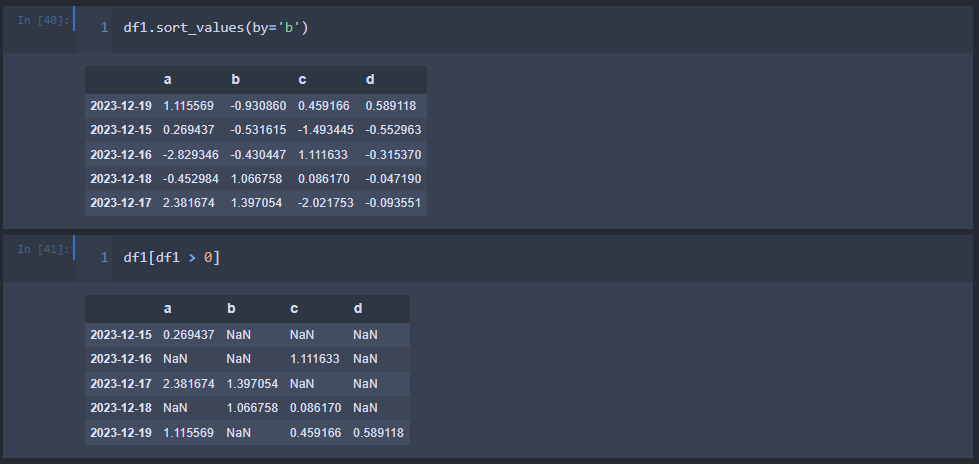 In [40]:
1 df1.sort_values(by='b')
a b c d
2023-12-19 1.115569 -0.930860 0.459166 0.589118
2023-12-15 0.269437 -0.531615 -1.493445 -0.552963
2023-12-16 -2.829346 -0.430447 1.111633 -0.315370
2023-12-18 -0.452984 1.066758 0.086170 -0.047190
2023-12-17 2.381674 1.397054 -2.021753 -0.093551
In [41]:
1 df1[df1 > 0]
a b c d
2023-12-15 0.269437 NaN NaN NaN
2023-12-16 NaN NaN 1.111633 NaN
2023-12-17 2.381674 1.397054 NaN NaN
2023-12-18 NaN 1.066758 0.086170 NaN
2023-12-19 1.115569 NaN 0.459166 0.589118